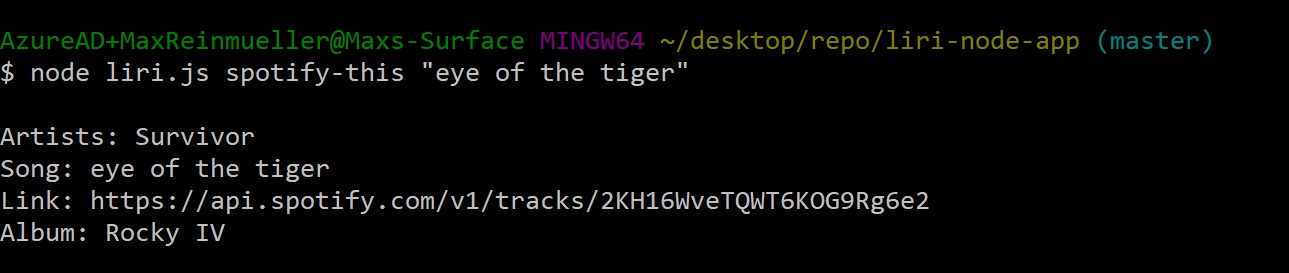 AzureAD+MaxReinmueller@Maxs-Surface MINGW64 ~/desktop/repo/liri-node-app (master)
$ node liri.js spotify-this "eye of the tiger"
Artists: Survivor
Song: eye of the tiger
Link: https://api.spotify.com/v1/tracks/2KH16WveTQWT6KOG9Rg6e2
Album: Rocky IV